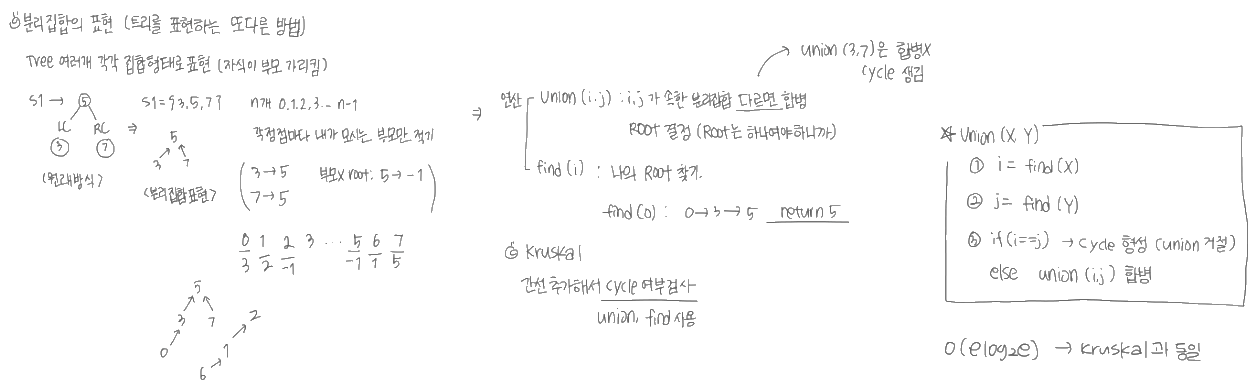 분리집합의 표현 (트리를 표현하는 또다른 방법)
Tree 여러개 각각 집합형태로 표현 (자식이 부모 가리킴)
S1 → 5
LC RC
3 7
(원래방식)
⇒
S1 = {3, 5, 7}
5
3 7
(분리집합표현)
n개 0, 1, 2, 3 .. n-1
각정점마다 내가 모시는 부모만 적기
3 → 5 부모X root: 5 → -1
7 → 5
0 1 2 3 ... 5 6 7
3 2 -1 -1 1 5
5
3 7
0
2
1
6
⇒ 연산
Union (i, j) : i, j 가 속한 분리집합 다르면 합병
→ union (3, 7)은 합병X
Cycle 생김
Root 결정 (Root는 하나여야하니까)
find (i) : 나의 Root 찾기.
find (0) : 0 → 3 → 5 return 5
Kruskal
간선 추가해서 cycle 여부검사
union, find 사용
★ Union (X Y)
① i = find (X)
② j = find (Y)
③ if (i==j) → Cycle 형성 (union 거절)
else union (i, j) 합병
O(elog₂e) → Kruskal과 동일